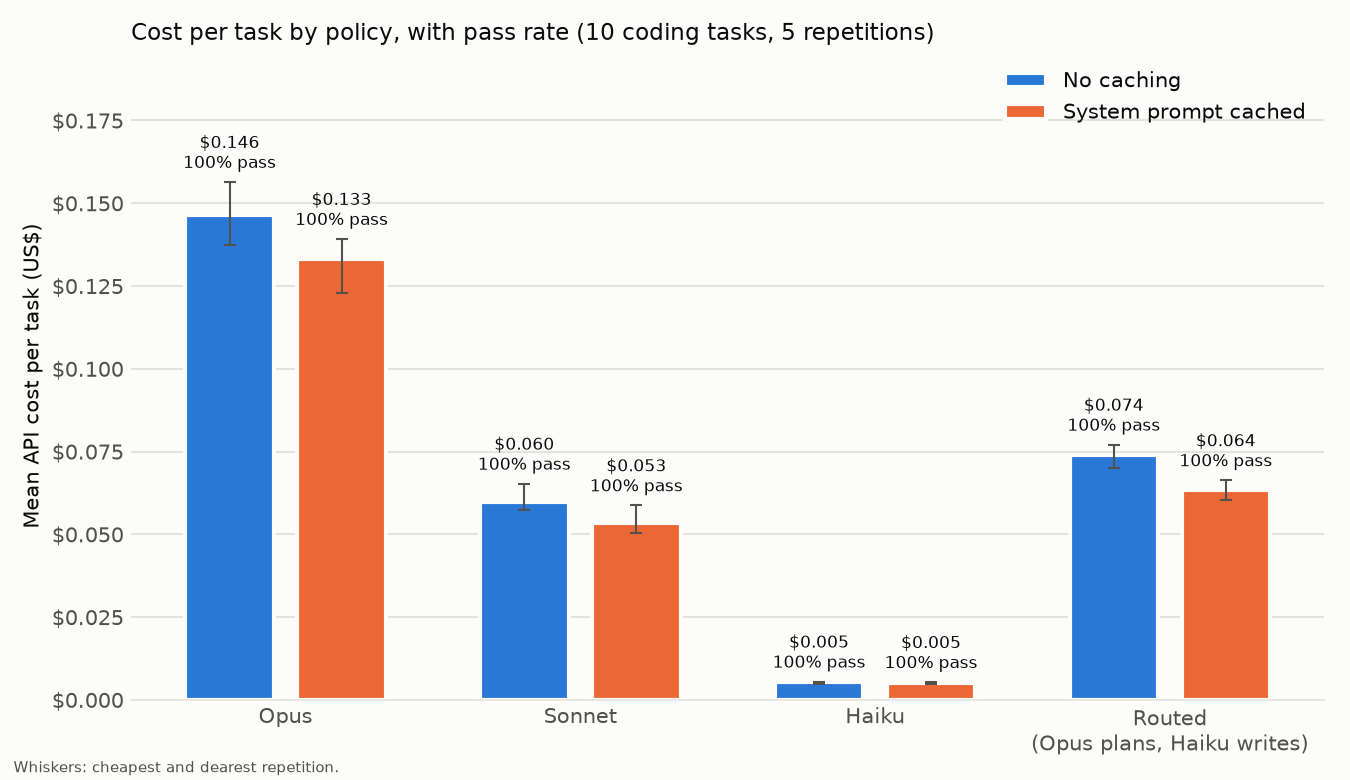 Cost per task by policy, with pass rate (10 coding tasks, 5 repetitions)
No caching
System prompt cached
Mean API cost per task (US$)
$0.175
$0.150
$0.125
$0.100
$0.075
$0.050
$0.025
$0.000
$0.146
100% pass
$0.133
100% pass
$0.060
100% pass
$0.053
100% pass
$0.005
100% pass
$0.005
100% pass
$0.074
100% pass
$0.064
100% pass
Opus
Sonnet
Haiku
Routed
(Opus plans, Haiku writes)
Whiskers: cheapest and dearest repetition.